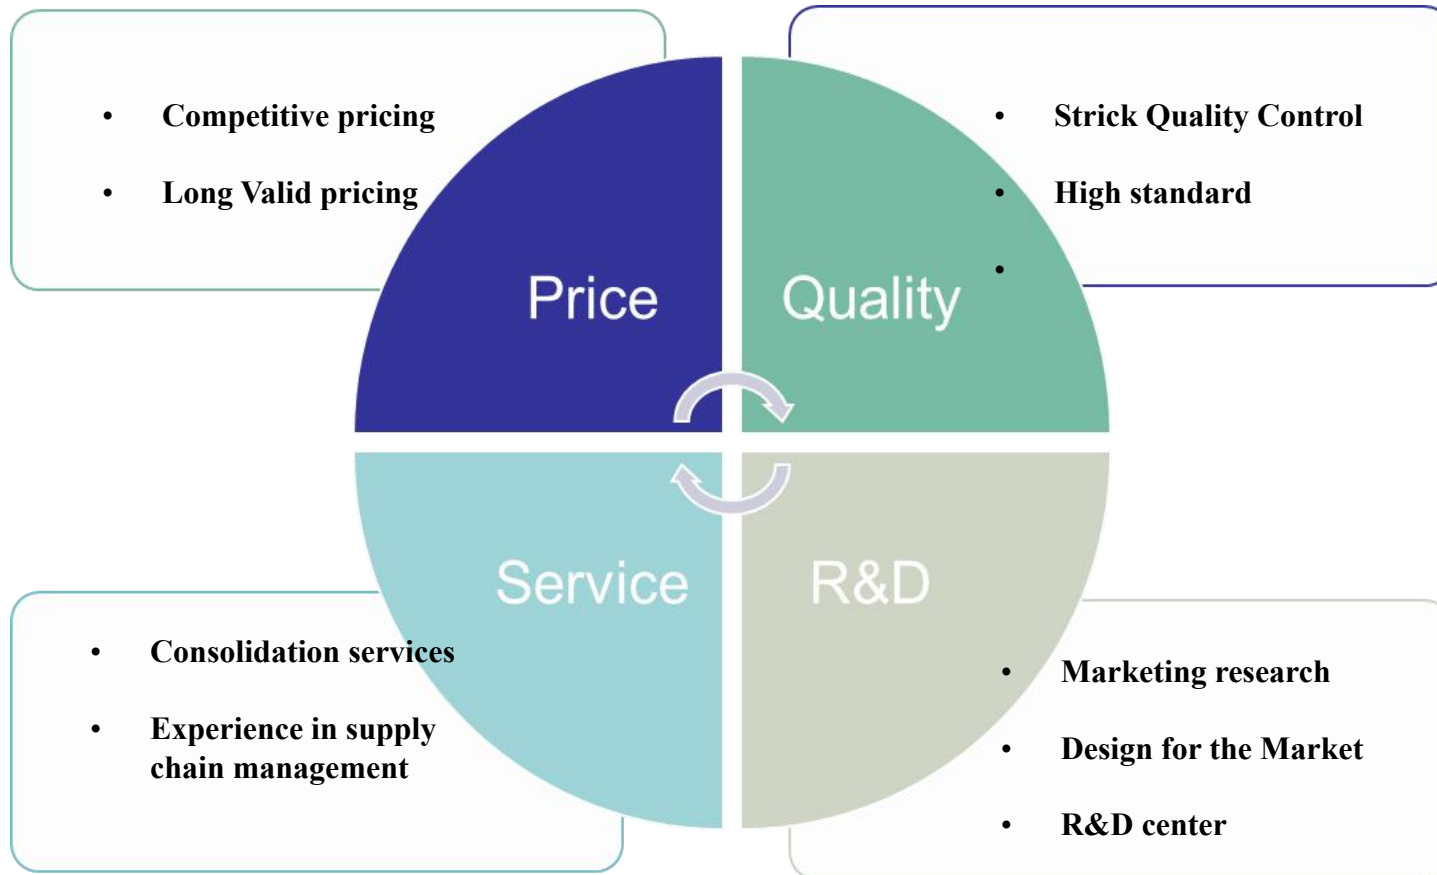 • Competitive pricing
• Long Valid pricing
Price
• Strick Quality Control
• High standard
•
Quality
• Consolidation services
• Experience in supply
chain management
Service
• Marketing research
• Design for the Market
• R&D center
R&D